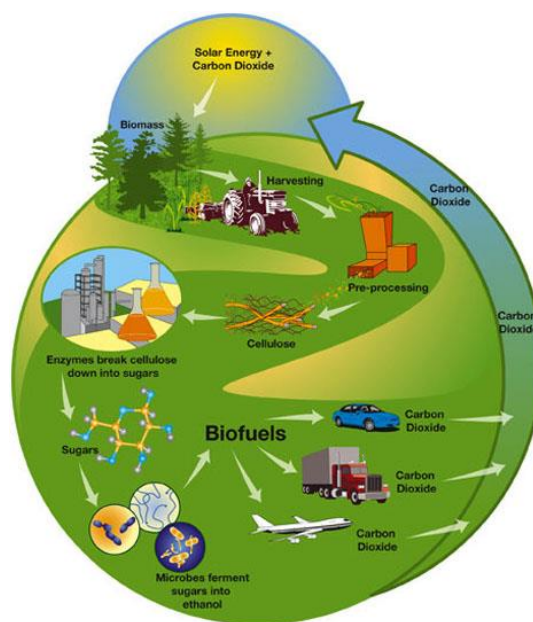 Solar Energy +
Carbon Dioxide
Biomass
Harvesting
Carbon
Dioxide
Pre-processing
Carbon
Dioxide
Cellulose
Enzymes break cellulose
down into sugars
Sugars
Biofuels
Carbon
Dioxide
Carbon
Dioxide
Carbon
Dioxide
Microbes ferment
sugars into
ethanol